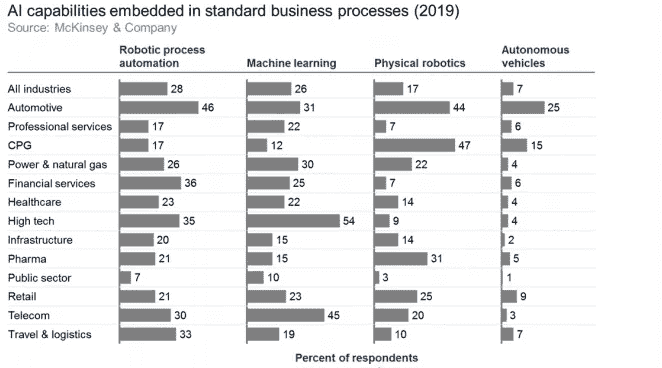 AI capabilities embedded in standard business processes (2019)
Source: McKinsey & Company
Robotic process automation Machine learning Physical robotics Autonomous vehicles
All industries 28 26 17 7
Automotive 46 31 44 25
Professional services 17 22 7 6
CPG 17 12 47 15
Power & natural gas 26 30 22 4
Financial services 36 25 7 6
Healthcare 23 22 14 4
High tech 35 54 9 4
Infrastructure 20 15 14 2
Pharma 21 15 31 5
Public sector 7 10 3 1
Retail 21 23 25 9
Telecom 30 45 20 3
Travel & logistics 33 19 10 7
Percent of respondents